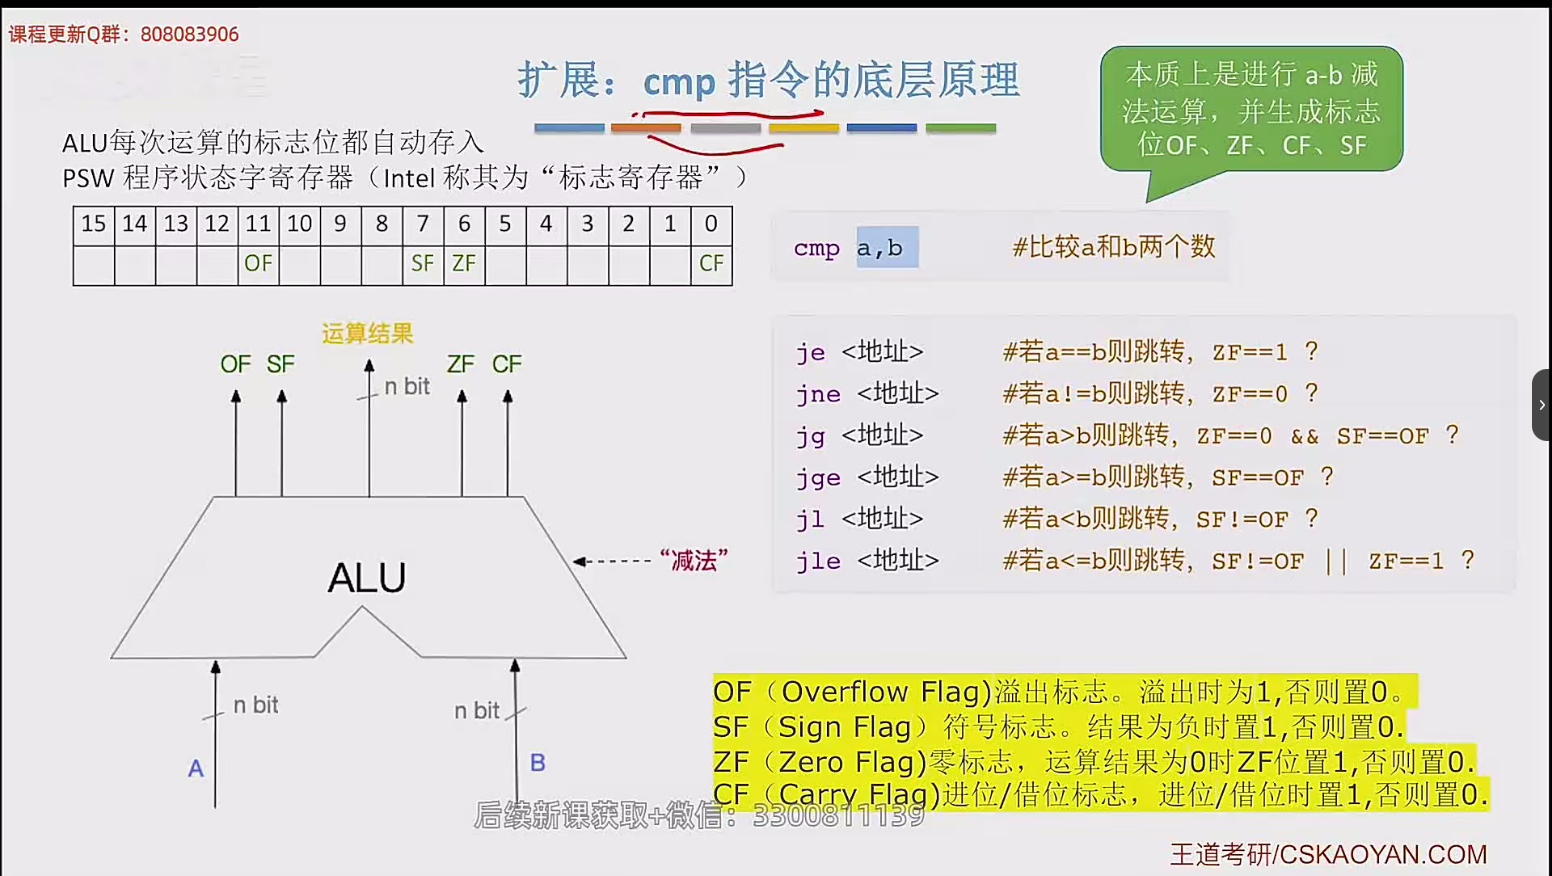 课程更新Q群：808083906
扩展：cmp 指令的底层原理
本质上是进行 a-b 减
法运算，并生成标志
位OF、ZF、CF、SF
ALU每次运算的标志位都自动存入
PSW 程序状态字寄存器（Intel 称其为“标志寄存器”）
15 14 13 12 11 10 9 8 7 6 5 4 3 2 1 0
OF SF ZF CF
cmp a,b #比较a和b两个数
je <地址> #若a==b则跳转，ZF==1 ？
jne <地址> #若a!=b则跳转，ZF==0 ？
jg <地址> #若a>b则跳转，ZF==0 && SF==OF ？
jge <地址> #若a>=b则跳转，SF==OF ？
jl <地址> #若a<b则跳转，SF!=OF ？
jle <地址> #若a<=b则跳转，SF!=OF || ZF==1 ？
运算结果
OF SF ZF CF
n bit
“减法”
ALU
n bit n bit
A B
OF（Overflow Flag)溢出标志。溢出时为1,否则置0。
SF（Sign Flag）符号标志。结果为负时置1,否则置0.
ZF（Zero Flag)零标志，运算结果为0时ZF位置1,否则置0.
CF（Carry Flag)进位/借位标志，进位/借位时置1,否则置0.
后续新课获取+微信：3300811139
王道考研/CSKAOYAN.COM